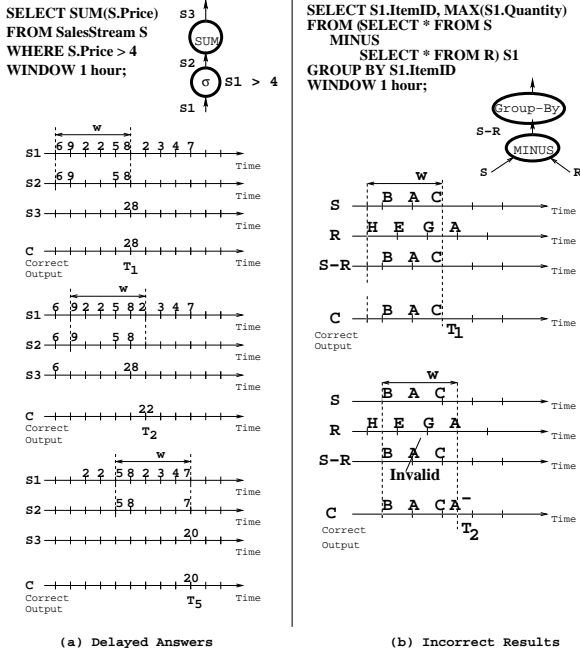 SELECT SUM(S.Price)
FROM SalesStream S
WHERE S.Price > 4
WINDOW 1 hour;
S3
SUM
S2
σ S1 > 4
S1
w
S1 6 9 2 2 5 8 2 3 4 7
Time
S2 6 9 5 8
Time
28
S3
Time
28
C
Correct
Output
T1
Time
w
S1 6 9 2 2 5 8 2 3 4 7
Time
S2 6 9 5 8
Time
S3 6 28
Time
22
C
Correct
Output
T2
Time
w
S1 2 2 5 8 2 3 4 7
Time
S2 5 8 7
Time
20
S3
Time
20
C
Correct
Output
T5
Time
(a) Delayed Answers
SELECT S1.ItemID, MAX(S1.Quantity)
FROM (SELECT * FROM S
MINUS
SELECT * FROM R) S1
GROUP BY S1.ItemID
WINDOW 1 hour;
Group-By
S-R
MINUS
S R
w
S B A C
Time
R H E G A
Time
S-R B A C
Time
C B A C
Correct
Output
T1
Time
w
S B A C
Time
R H E G A
Time
S-R B A C
Time
Invalid
C B A C A-
Correct
Output
T2
Time
(b) Incorrect Results